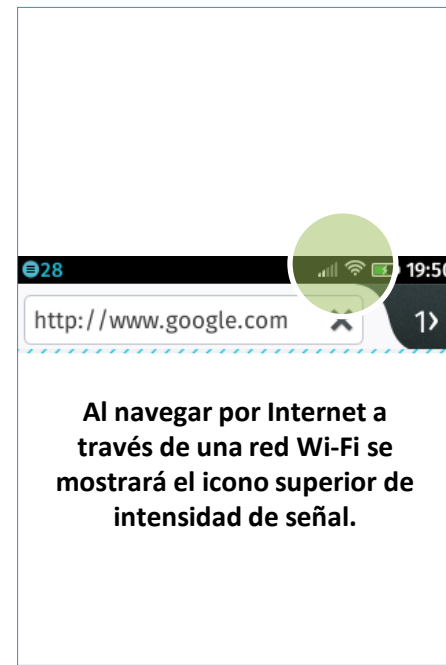 28 19:50
http://www.google.com 1
Al navegar por Internet a
través de una red Wi-Fi se
mostrará el icono superior de
intensidad de señal.